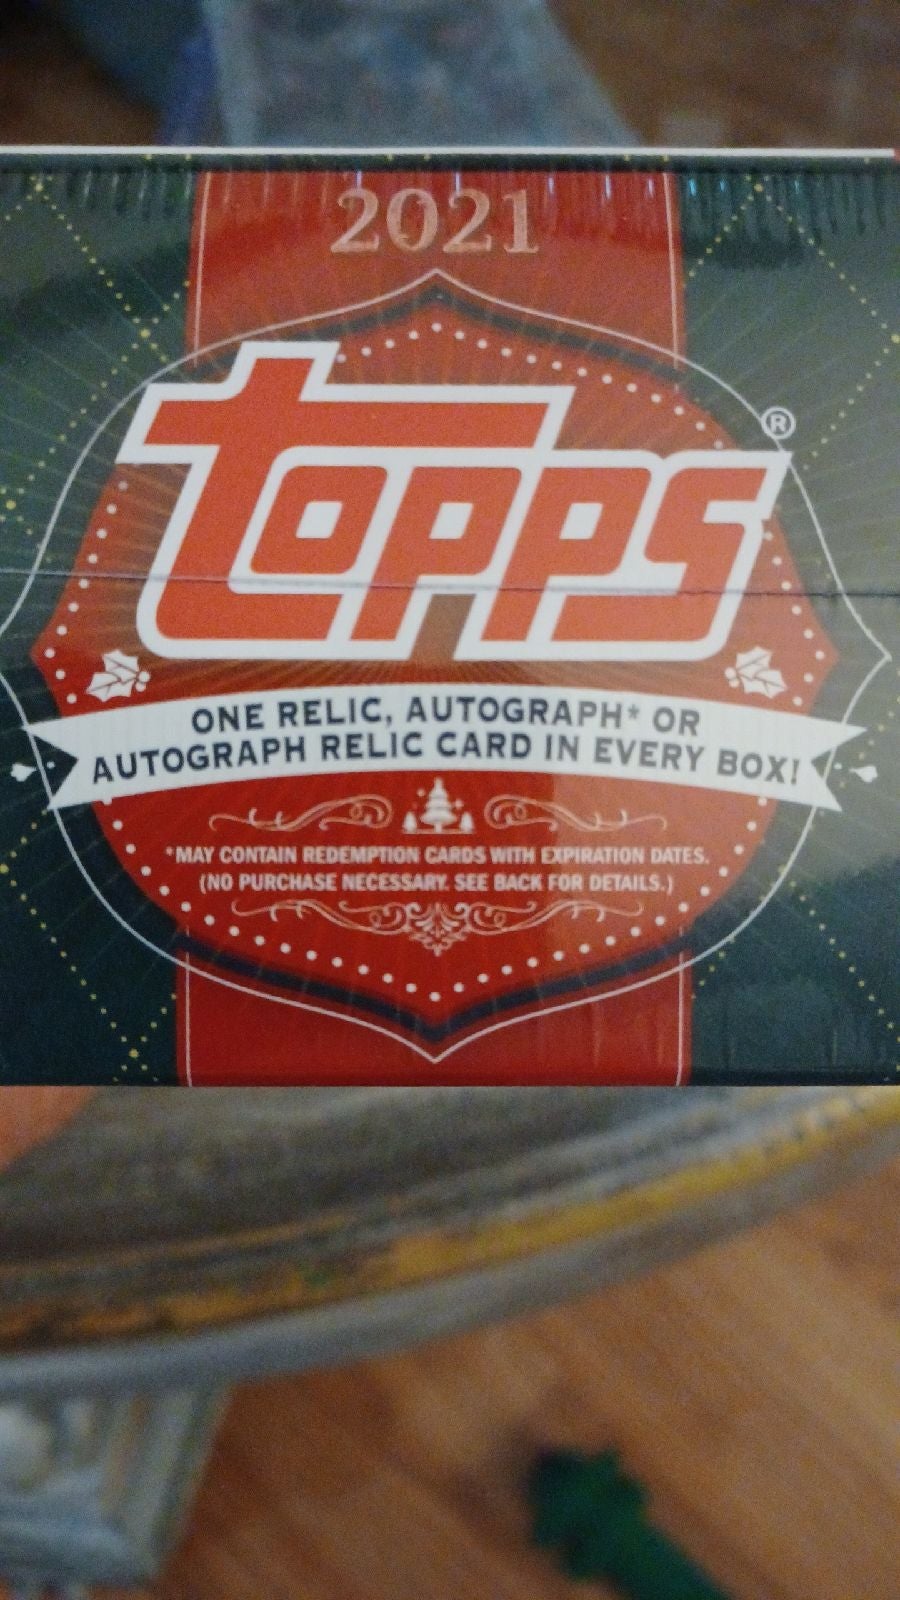 2021
topps®
ONE RELIC, AUTOGRAPH* OR
AUTOGRAPH RELIC CARD IN EVERY BOX!
*MAY CONTAIN REDEMPTION CARDS WITH EXPIRATION DATES.
(NO PURCHASE NECESSARY. SEE BACK FOR DETAILS.)